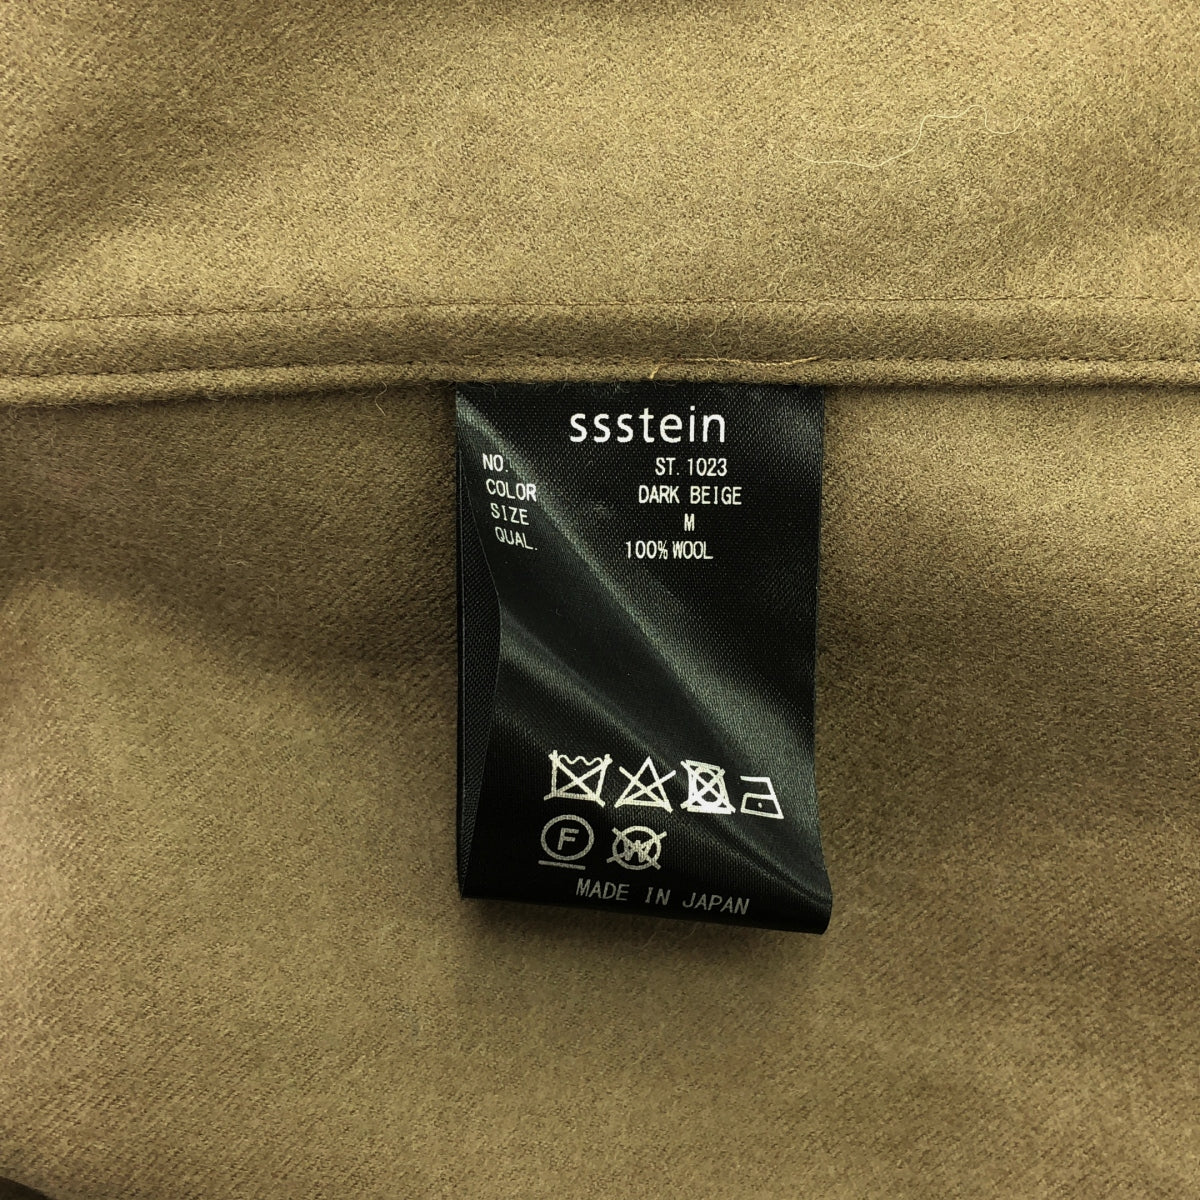 ssstein
NO. ST. 1023
COLOR DARK BEIGE
SIZE M
QUAL. 100% WOOL
F
W
MADE IN JAPAN